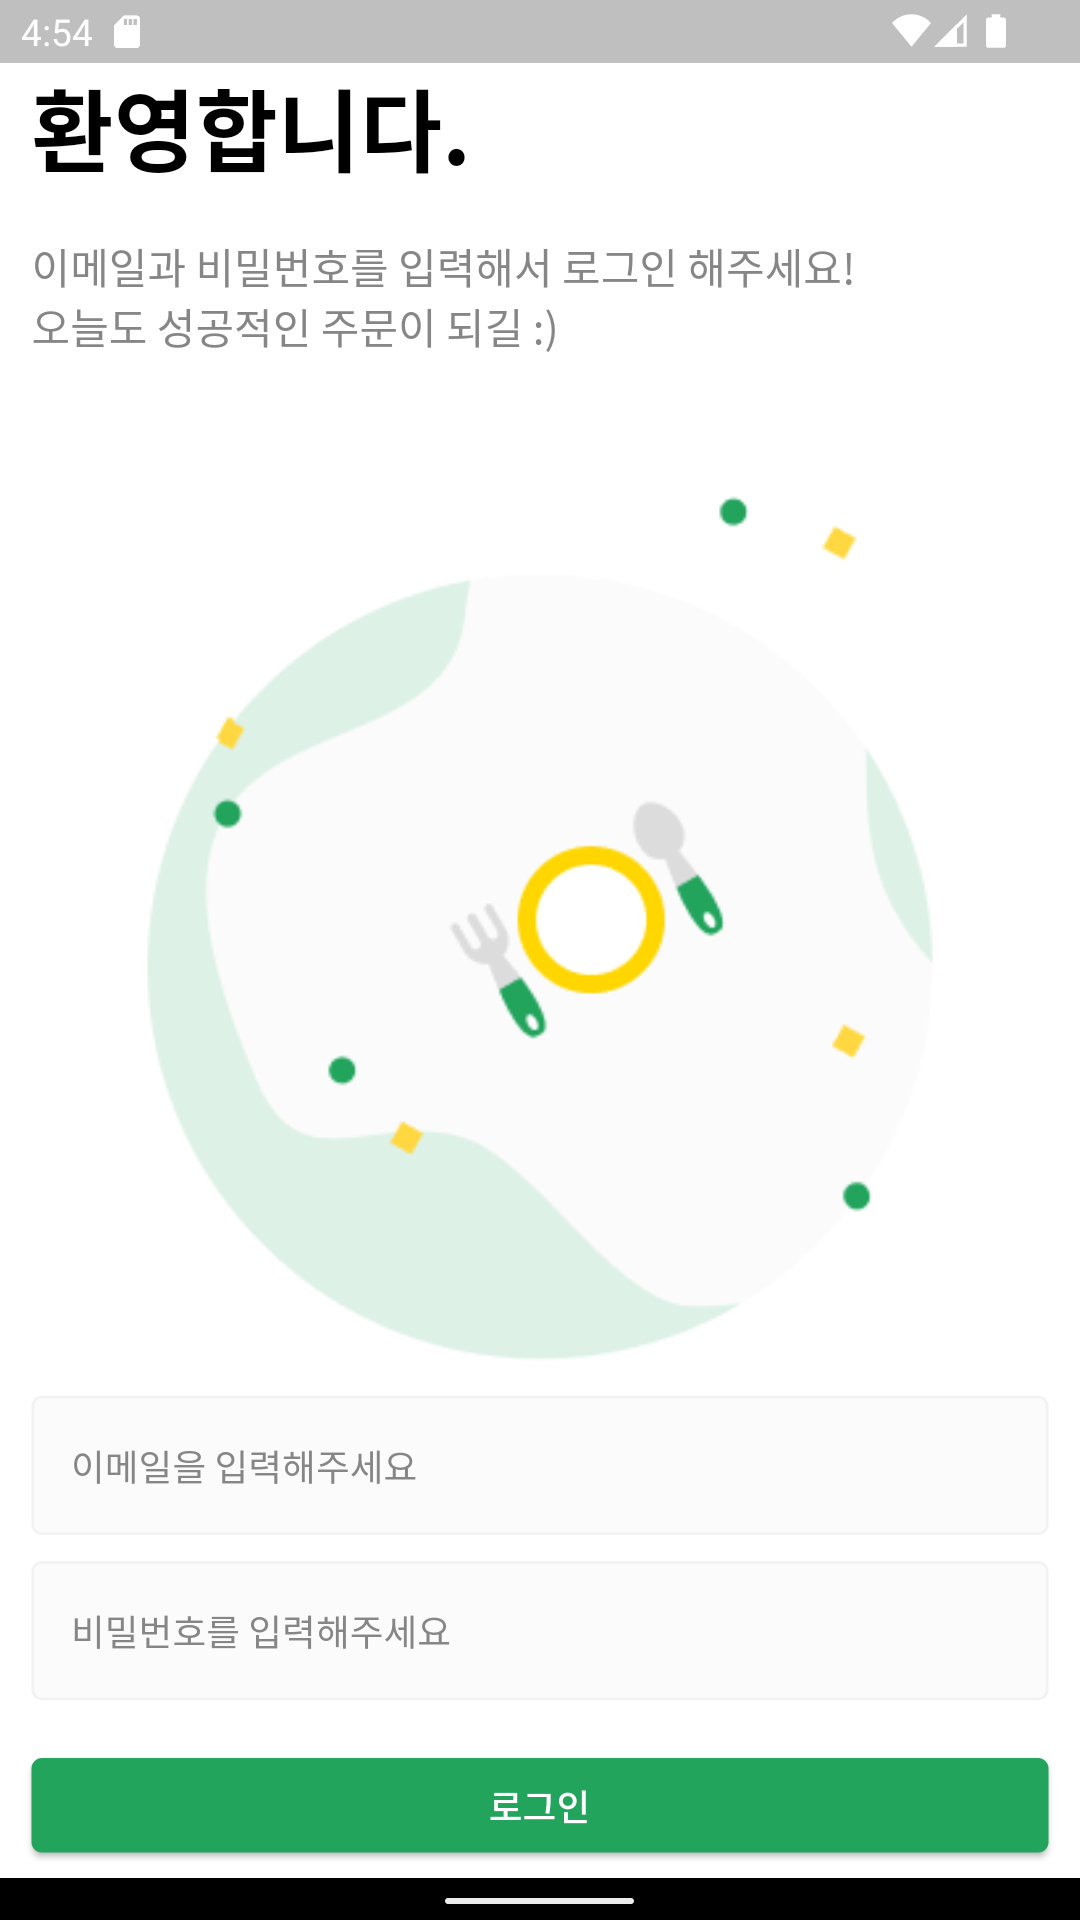 4:54
환영합니다.
이메일과 비밀번호를 입력해서 로그인 해주세요!
오늘도 성공적인 주문이 되길 :)
이메일을 입력해주세요
비밀번호를 입력해주세요
로그인